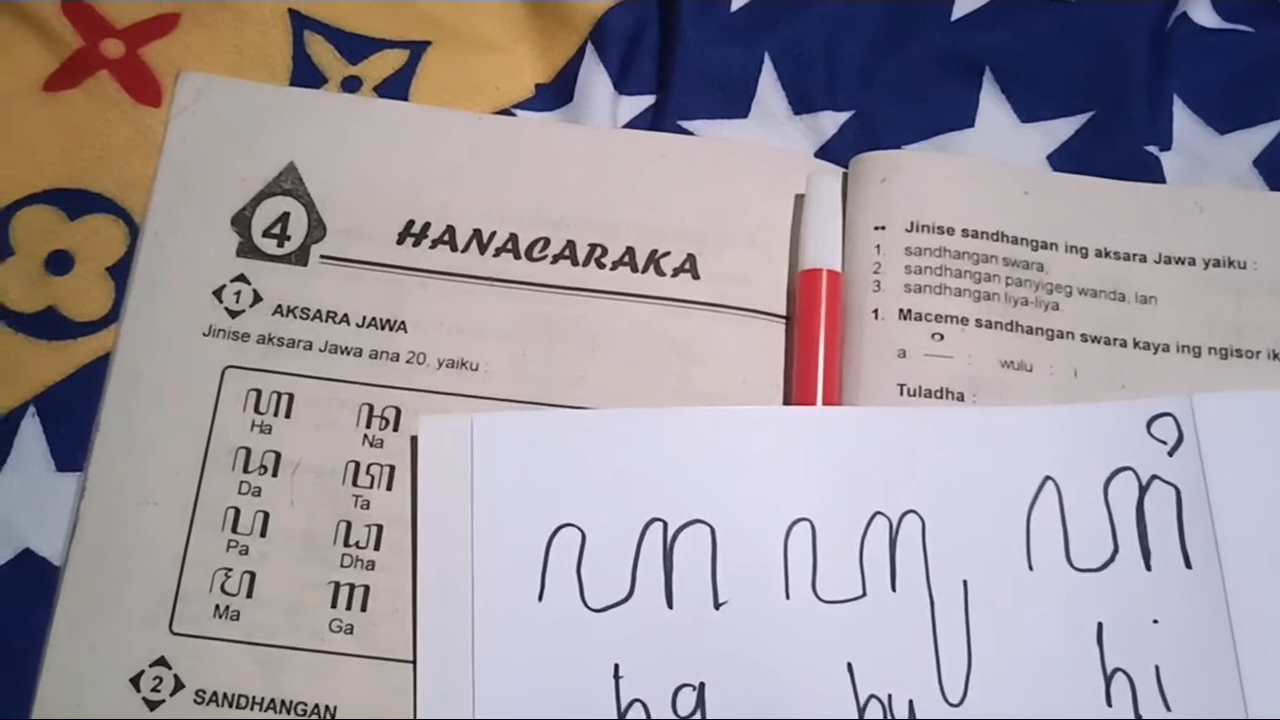 4
HANACARAKA
1 AKSARA JAWA
Jinise aksara Jawa ana 20, yaiku :
ꦲ ꦤ
Ha Na
ꦢ ꦠ
Da Ta
ꦥ ꦝ
Pa Dha
ꦩ ꦒ
Ma Ga
2 SANDHANGAN
Jinise sandhangan ing aksara Jawa yaiku :
1. sandhangan swara,
2. sandhangan panyigeg wanda, lan
3. sandhangan liya-liya.
1. Maceme sandhangan swara kaya ing ngisor
a. : wulu : i
Tuladha :
ꦲ ꦲꦸ ꦲꦶ
ha hu hi